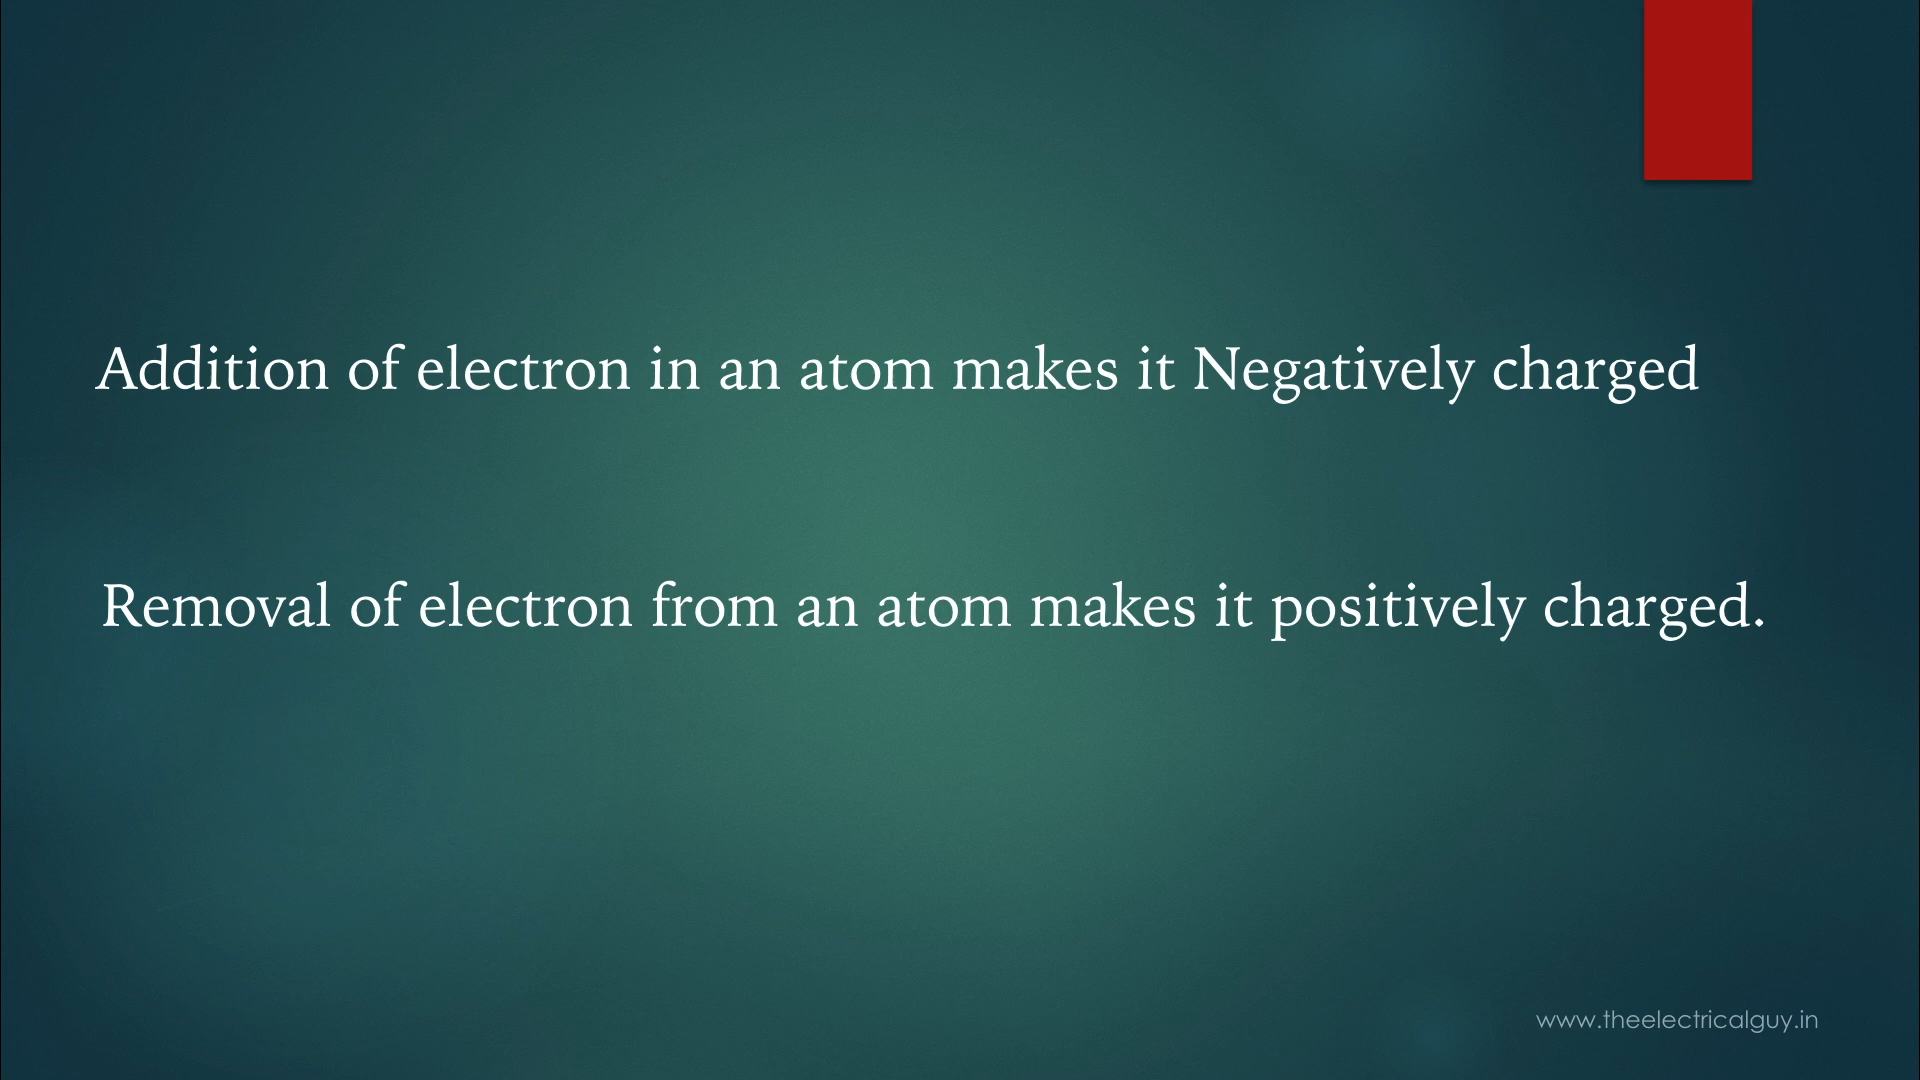 Addition of electron in an atom makes it Negatively charged
Removal of electron from an atom makes it positively charged.
www.theelectricalguy.in